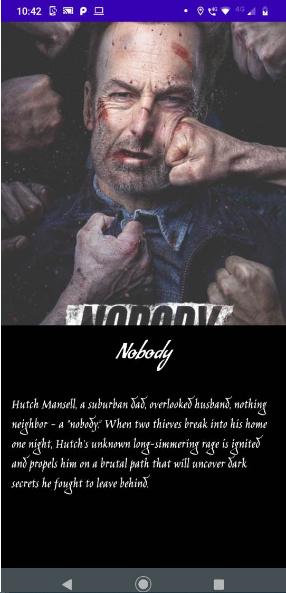 10:42
4G
NOBODY
Nobody
Hutch Mansell, a suburban dad, overlooked husband, nothing
neighbor - a "nobody." When two thieves break into his home
one night, Hutch's unknown long-simmering rage is ignited
and propels him on a brutal path that will uncover dark
secrets he fought to leave behind.